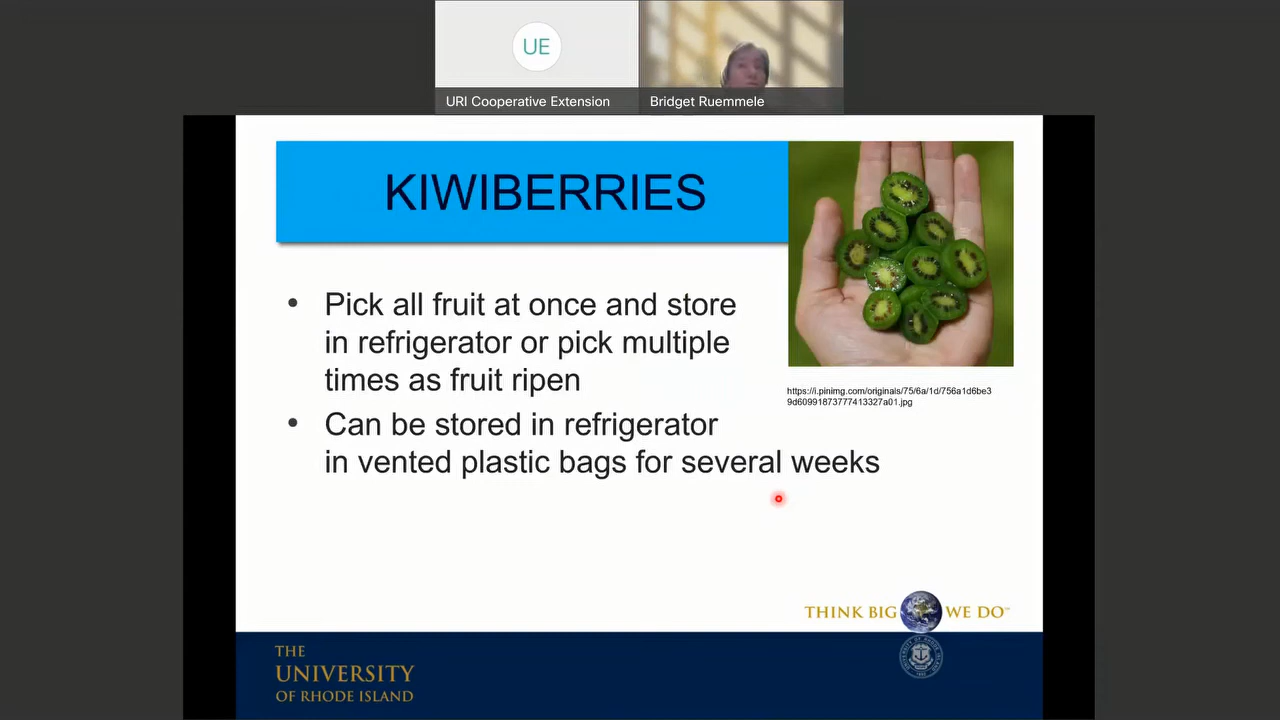 UE
URI Cooperative Extension
Bridget Ruemmele
KIWIBERRIES
• Pick all fruit at once and store
in refrigerator or pick multiple
times as fruit ripen
• Can be stored in refrigerator
in vented plastic bags for several weeks
https://i.pinimg.com/originals/75/6a/1d/756a1d6be3
9d60991873777413327a01.jpg
THINK BIG WE DO™
THE
UNIVERSITY
OF RHODE ISLAND